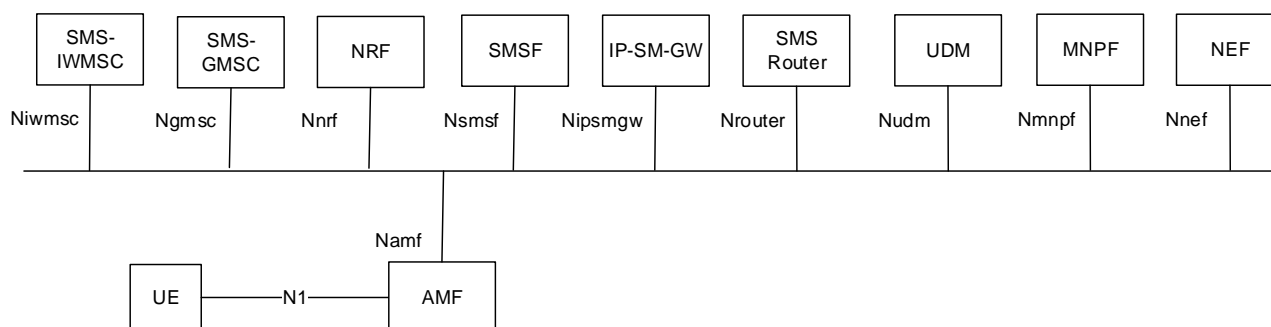 SMS-
IWMSC
SMS-
GMSC
NRF
SMSF
IP-SM-GW
SMS
Router
UDM
MNPF
NEF
Niwmsc
Ngmsc
Nnrf
Nsmsf
Nipsmgw
Nrouter
Nudm
Nmnpf
Nnef
Namf
UE
N1
AMF